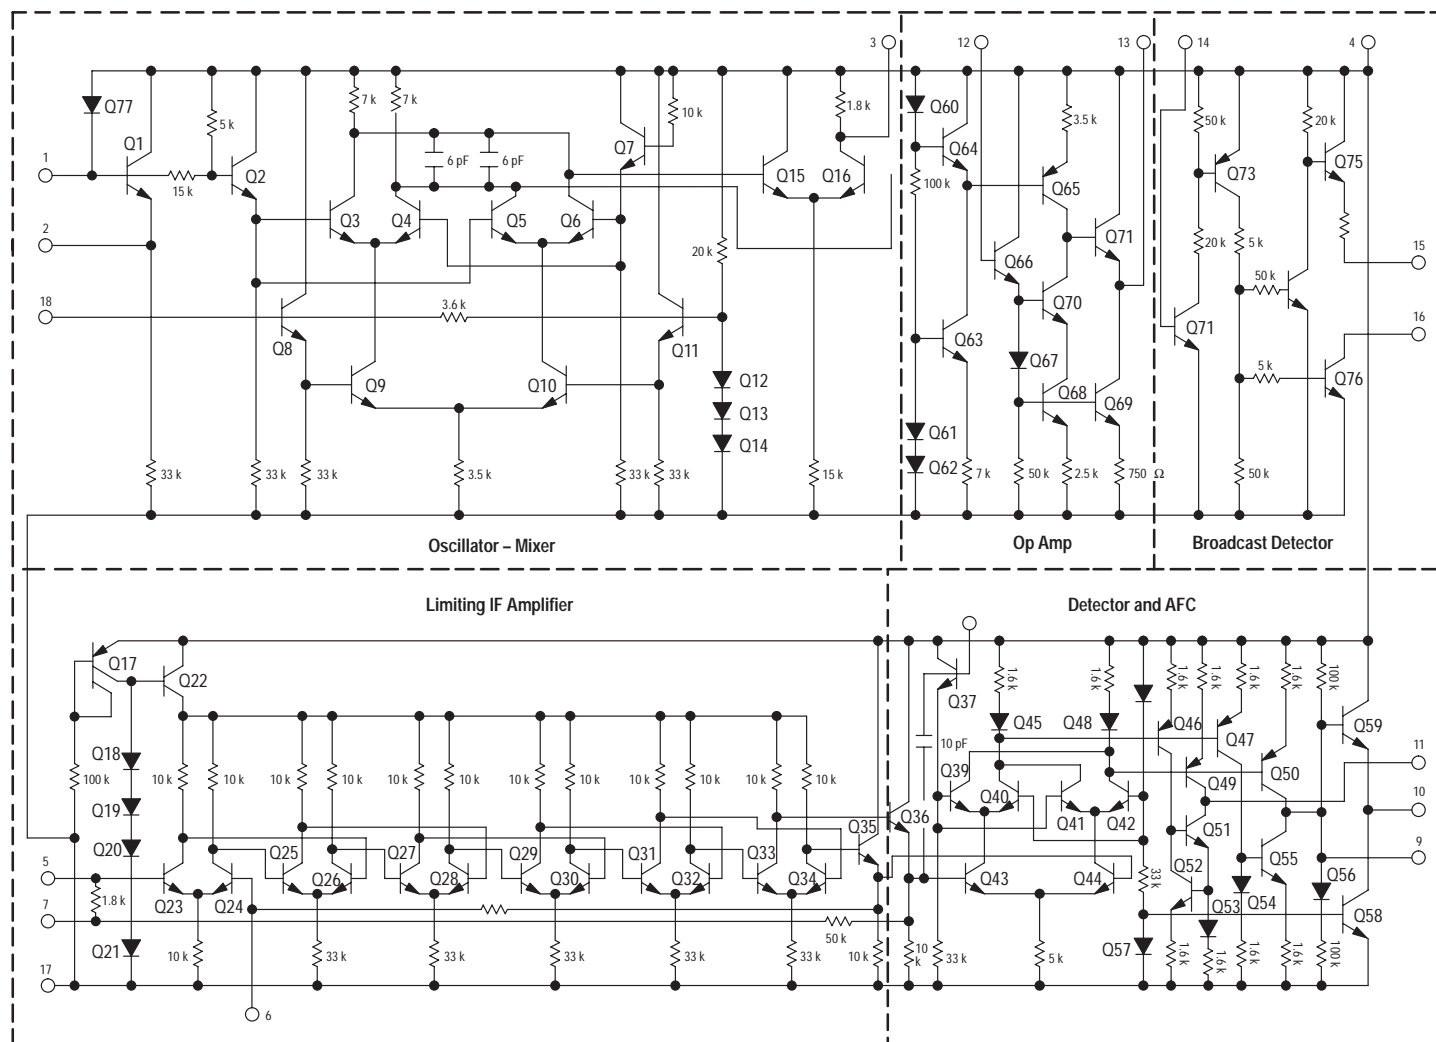 3 12 13 14 4
Q77 7 k 7 k 10 k 1.8 k Q60 3.5 k 50 k 20 k
Q1 5 k Q7 Q64 Q75
1 6 pF 6 pF Q15 Q16 Q65 Q73
15 k Q2 100 k
2 Q3 Q4 Q5 Q6 20 k Q66 Q71 20 k 5 k 15
18 3.6 k Q70 50 k
Q8 Q11 Q63 Q71 16
Q9 Q10 Q12 Q67 5 k Q76
Q13 Q68 Q69
Q14 Q61
33 k 33 k 33 k 3.5 k 33 k 33 k 15 k Q62 7 k 50 k 2.5k 750 Ω 50 k
Oscillator – Mixer Op Amp Broadcast Detector
Limiting IF Amplifier Detector and AFC
Q17 Q22 Q37 1.6 k 1.6 k 1.6 k 1.6 k 1.6 k 1.6 k 100 k
Q45 Q48 Q46 Q47 Q59
Q18 10 pF
100 k 10 k 10 k 10 k 10 k 10 k 10 k 10 k 10 k 10 k 10 k 10 k 10 k Q39 Q49 Q50 11
Q19 Q40 10
Q36 Q41 Q42 Q51
Q20 Q25 Q27 Q29 Q31 Q33 Q35 Q52 Q55 9
5 Q26 Q28 Q30 Q32 Q34 Q43 Q44 33 k Q56
1.8 k Q23 Q24 Q53 Q54
7 50 k Q58
Q21 10 k 33 k 33 k 33 k 33 k 33 k 10 k 10 k 33 k 5 k Q57 1.6 k 1.6 k 1.6 k 1.6 k 100 k
17
6